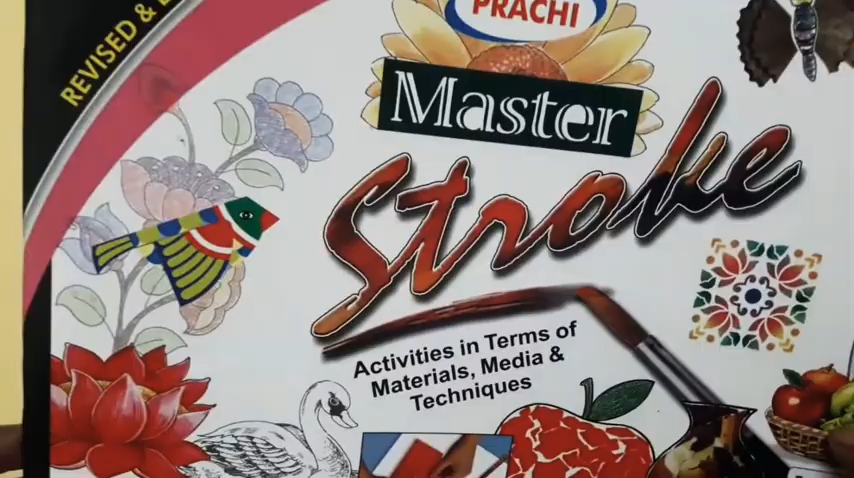 REVISED &
PRACHI
Master
Stroke
Activities in Terms of
Materials, Media &
Techniques